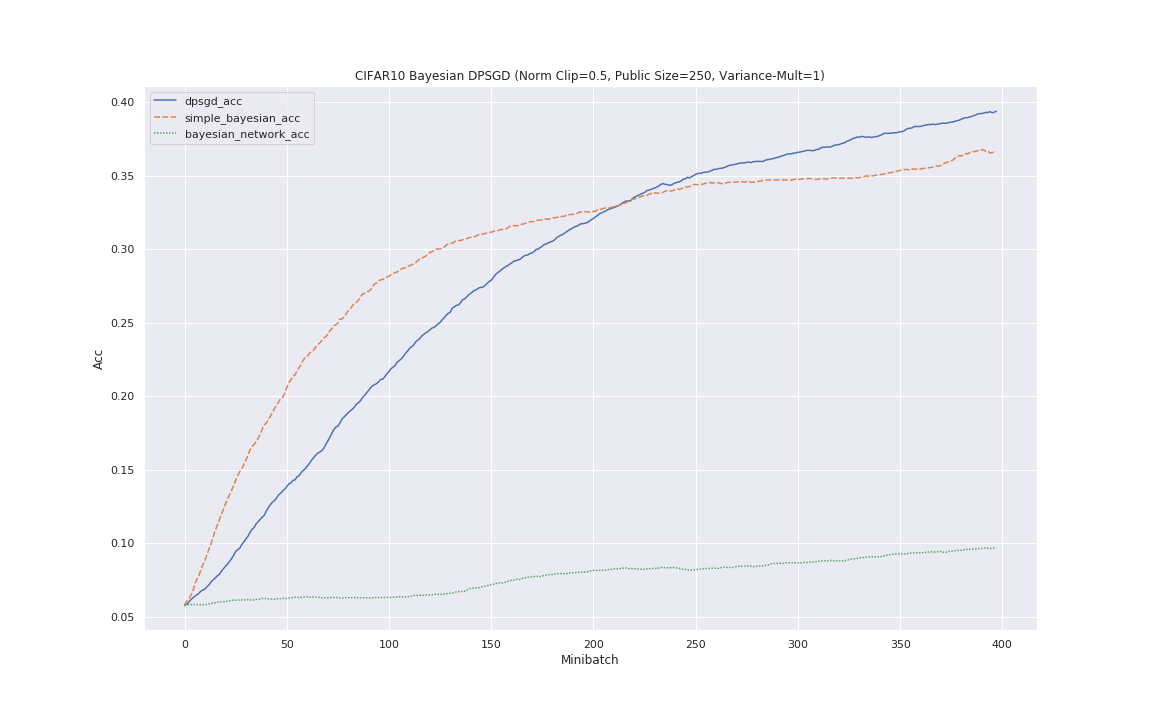 CIFAR10 Bayesian DPSGD (Norm Clip=0.5, Public Size=250, Variance-Mult=1)
dpsgd_acc
simple_bayesian_acc
bayesian_network_acc
0.40
0.35
0.30
0.25
0.20
0.15
0.10
0.05
Acc
0 50 100 150 200 250 300 350 400
Minibatch